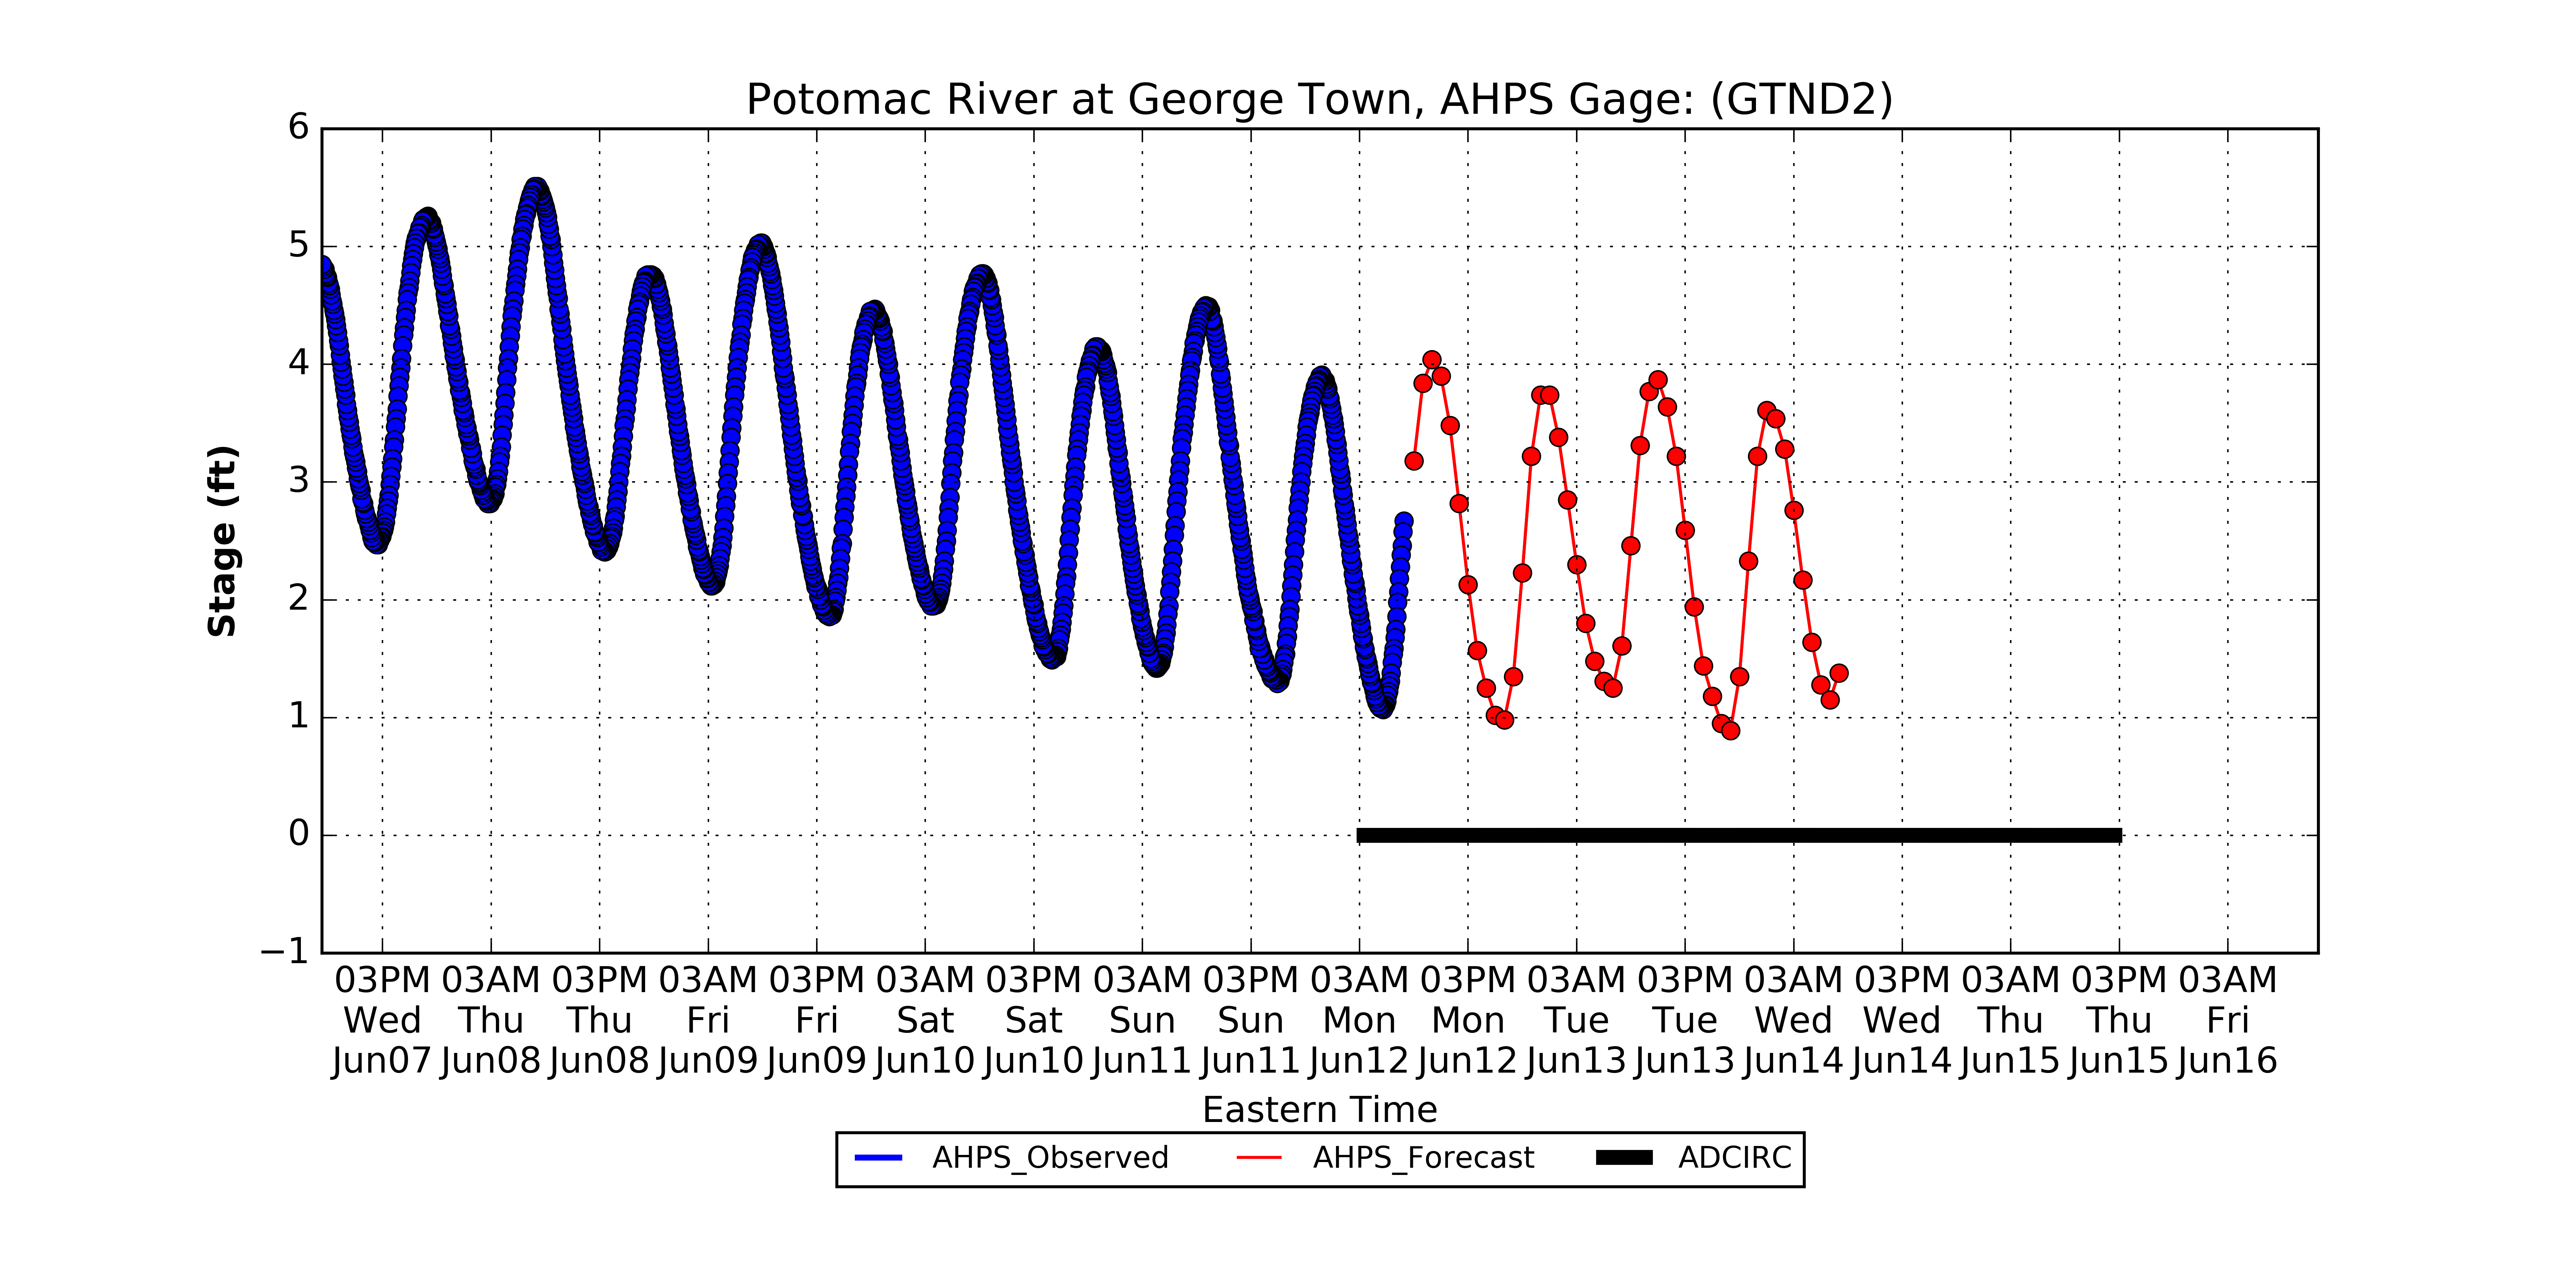 Potomac River at George Town, AHPS Gage: (GTND2)
6
5
4
3
2
1
0
−1
Stage (ft)
03PM 03AM 03PM 03AM 03PM 03AM 03PM 03AM 03PM 03AM 03PM 03AM 03PM 03AM 03PM 03AM 03PM 03AM
Wed Thu Thu Fri Fri Sat Sat Sun Sun Mon Mon Tue Tue Wed Wed Thu Thu Fri
Jun07 Jun08 Jun08 Jun09 Jun09 Jun10 Jun10 Jun11 Jun11 Jun12 Jun12 Jun13 Jun13 Jun14 Jun14 Jun15 Jun15 Jun16
Eastern Time
AHPS_Observed AHPS_Forecast ADCIRC